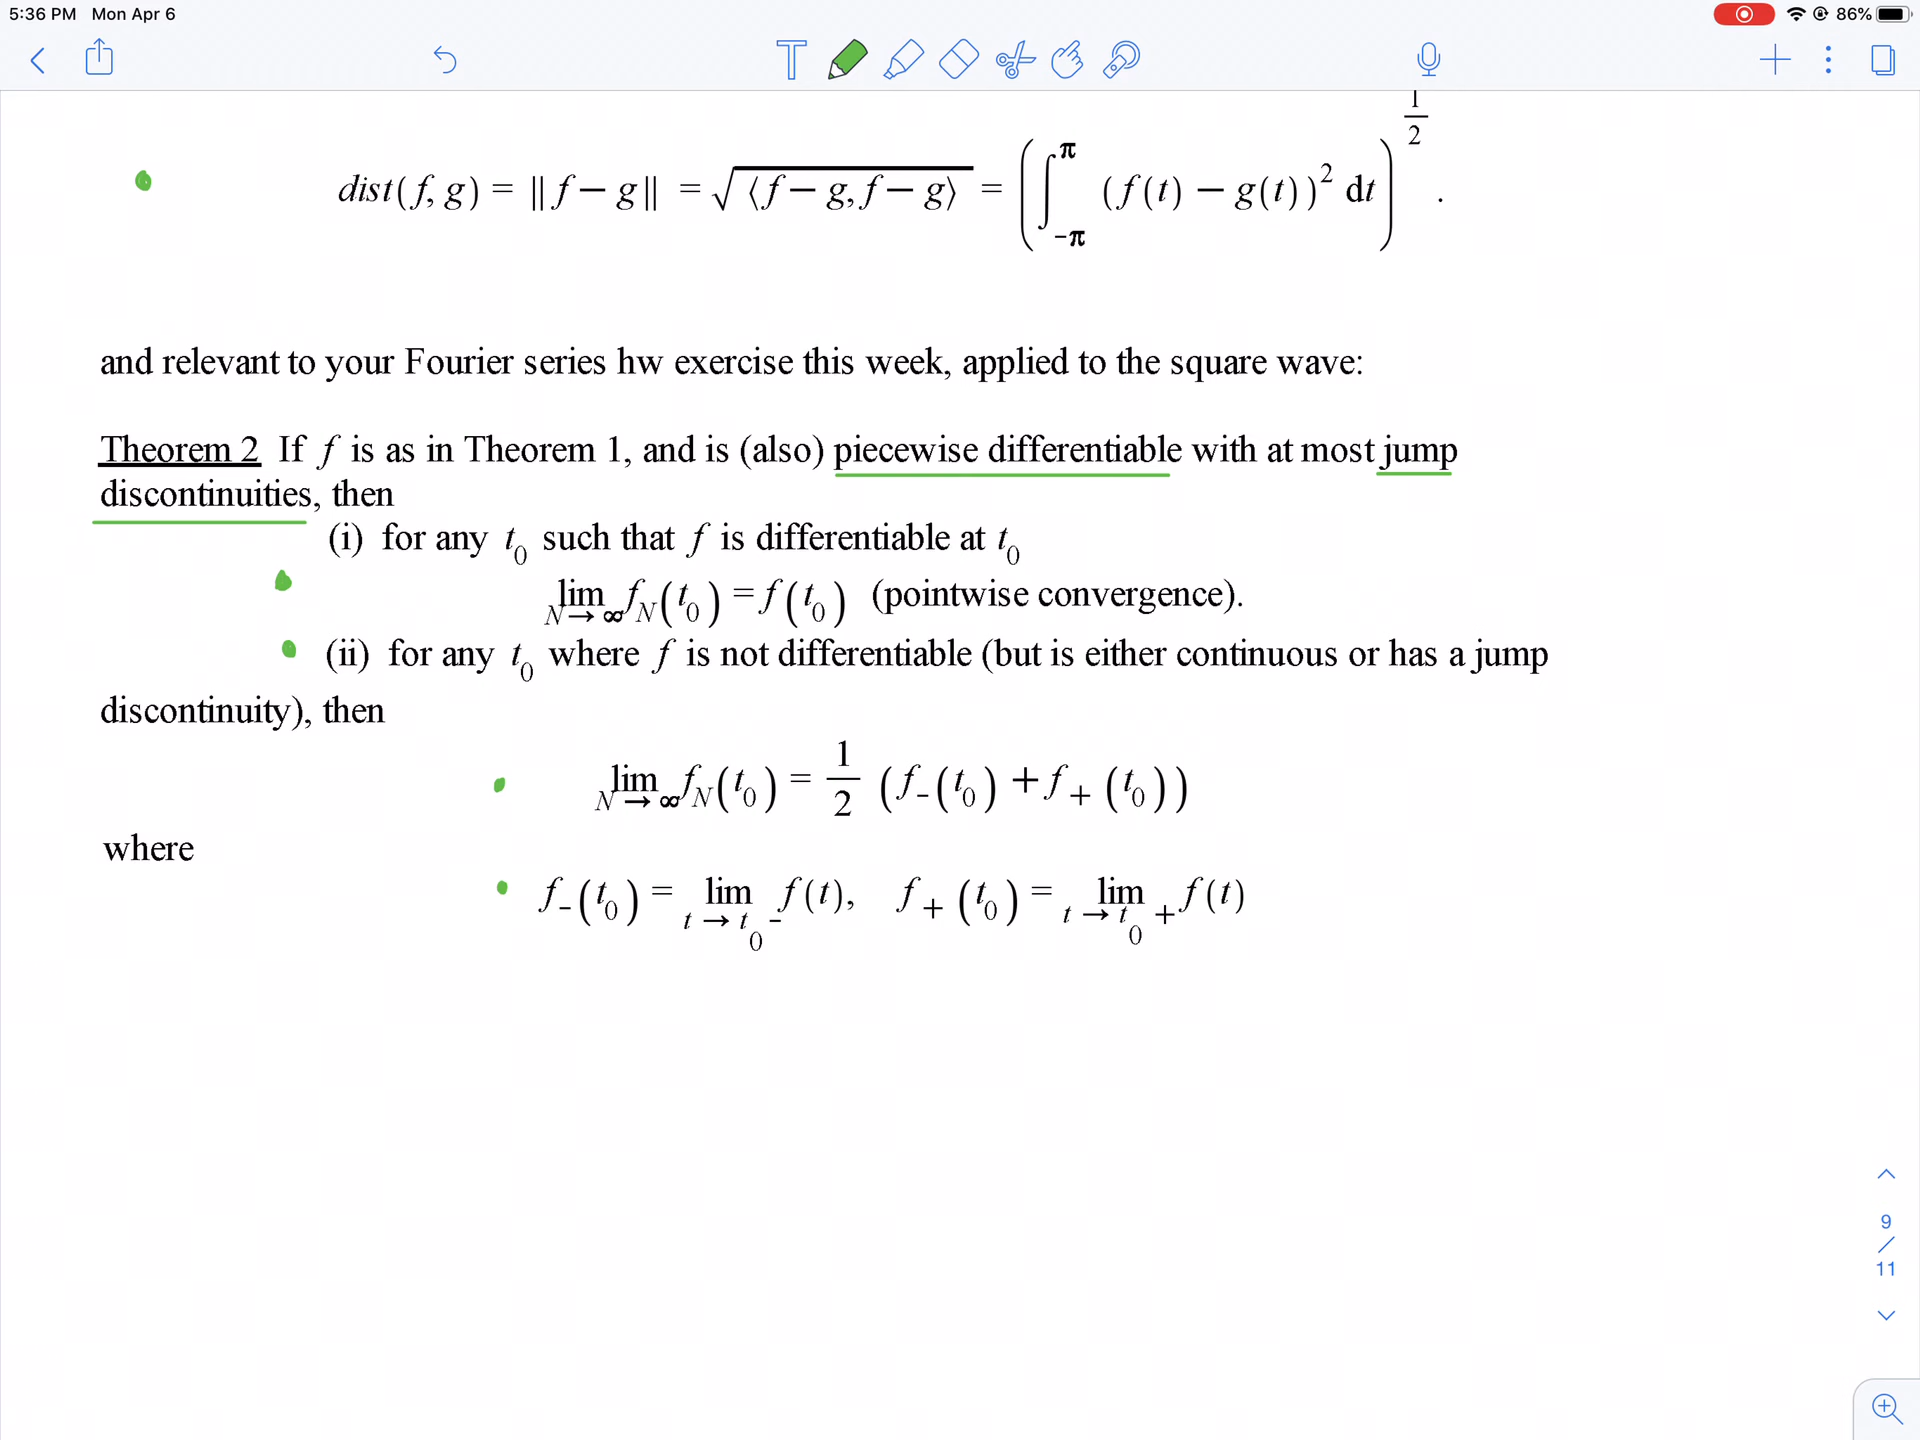 5:36 PM Mon Apr 6 86%
dist(f, g) = ||f − g|| = √⟨f − g, f − g⟩ = (∫_{-π}^{π} (f(t) − g(t))² dt)^{1/2}.
and relevant to your Fourier series hw exercise this week, applied to the square wave:
Theorem 2 If f is as in Theorem 1, and is (also) piecewise differentiable with at most jump
discontinuities, then
(i) for any t₀ such that f is differentiable at t₀
lim_{N → ∞} f_N(t₀) = f(t₀) (pointwise convergence).
(ii) for any t₀ where f is not differentiable (but is either continuous or has a jump
discontinuity), then
lim_{N → ∞} f_N(t₀) = 1/2 (f₋(t₀) + f₊(t₀))
where
f₋(t₀) = lim_{t → t₀−} f(t), f₊(t₀) = lim_{t → t₀+} f(t)
9
/
11